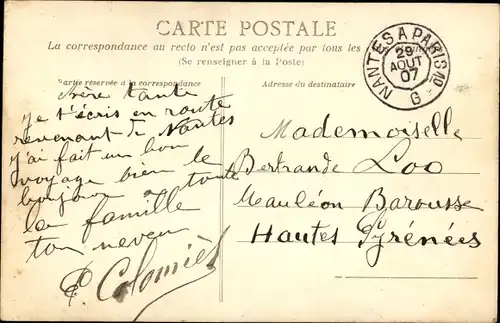 CARTE POSTALE
La correspondance au recto n'est pas acceptée par tous les
(Se renseigner à la Poste)
NANTES A PARIS 1º
29
AOUT
07
G
Partie réservée à la correspondance
Adresse du destinataire
chère tante
Je t'écris en route
revenant de Nantes
J'ai fait un bon
voyage bien le
bonjour à toute
la famille
ton neveu
P. Colomiès
Mademoiselle
Bertrande Loo
Mauléon Barousse
Hautes Pyrénées